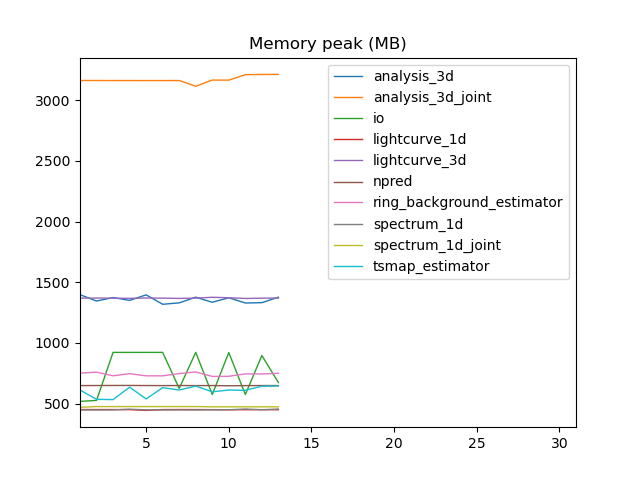 Memory peak (MB)
analysis_3d
analysis_3d_joint
io
lightcurve_1d
lightcurve_3d
npred
ring_background_estimator
spectrum_1d
spectrum_1d_joint
tsmap_estimator
3000
2500
2000
1500
1000
500
5 10 15 20 25 30